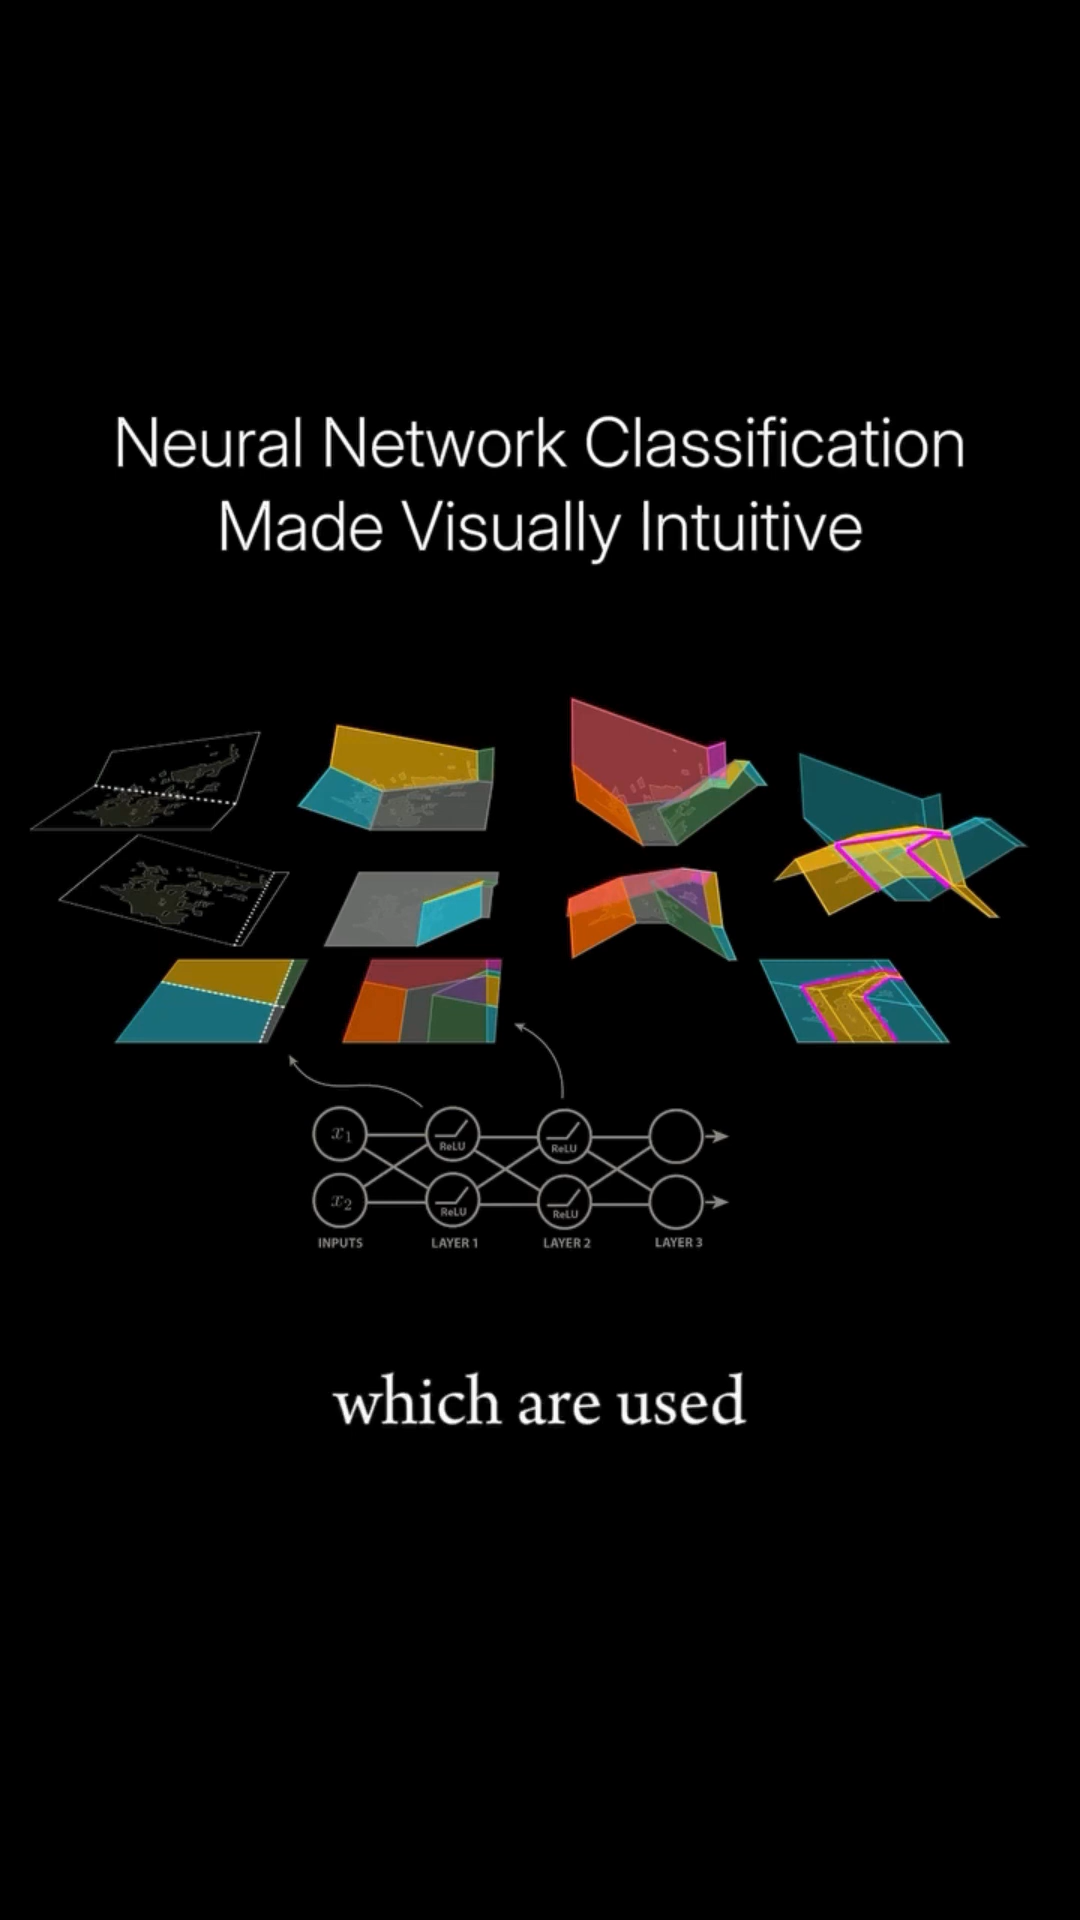 Neural Network Classification
Made Visually Intuitive
x₁ ReLU ReLU
x₂ ReLU ReLU
INPUTS LAYER 1 LAYER 2 LAYER 3
which are used